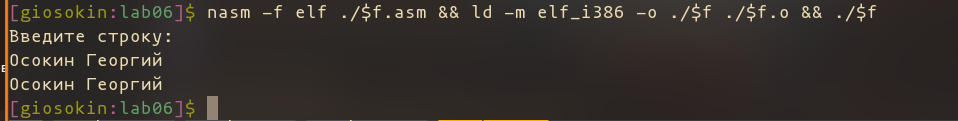 [giosokin:lab06]$ nasm -f elf ./$f.asm && ld -m elf_i386 -o ./$f ./$f.o && ./$f
Введите строку:
Осокин Георгий
Осокин Георгий
[giosokin:lab06]$